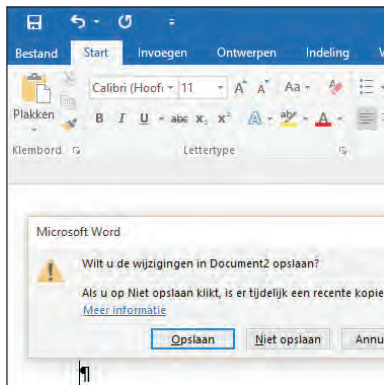 Bestand Start Invoegen Ontwerpen Indeling
Calibri (Hoofd 11 A A Aa
Plakken
B I U abc x₂ x² A aby A
Klembord Lettertype
Microsoft Word
Wilt u de wijzigingen in Document2 opslaan?
Als u op Niet opslaan klikt, is er tijdelijk een recente kopie
Meer informatie
Opslaan Niet opslaan Annu
¶